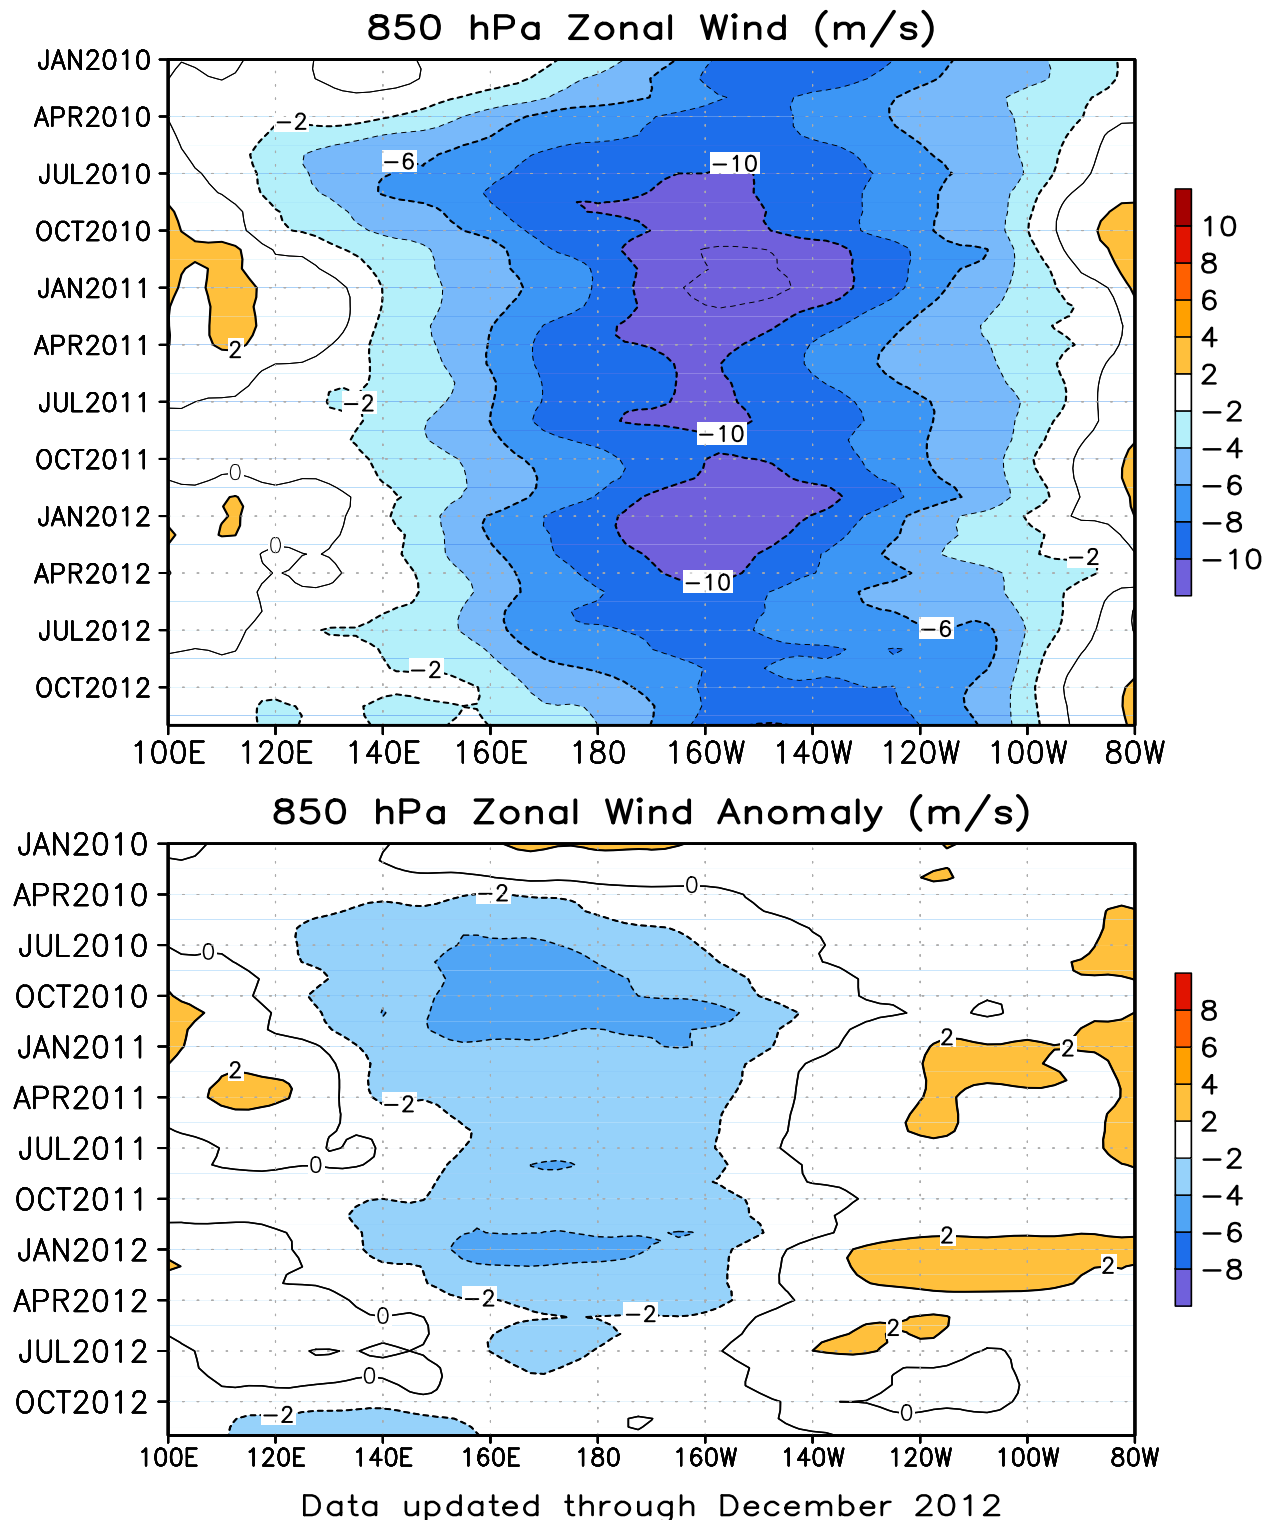 850 hPa Zonal Wind (m/s)
JAN2010
APR2010
JUL2010
OCT2010
JAN2011
APR2011
JUL2011
OCT2011
JAN2012
APR2012
JUL2012
OCT2012
-2
-6
-10
2
-2
-10
0
0
-2
-10
-6
-2
10
8
6
4
2
-2
-4
-6
-8
-10
100E 120E 140E 160E 180 160W 140W 120W 100W 80W
850 hPa Zonal Wind Anomaly (m/s)
JAN2010
APR2010
JUL2010
OCT2010
JAN2011
APR2011
JUL2011
OCT2011
JAN2012
APR2012
JUL2012
OCT2012
0
-2
0
2
2
2
-2
0
2
2
-2
-2
0
2
0
0
-2
8
6
4
2
-2
-4
-6
-8
100E 120E 140E 160E 180 160W 140W 120W 100W 80W
Data updated through December 2012